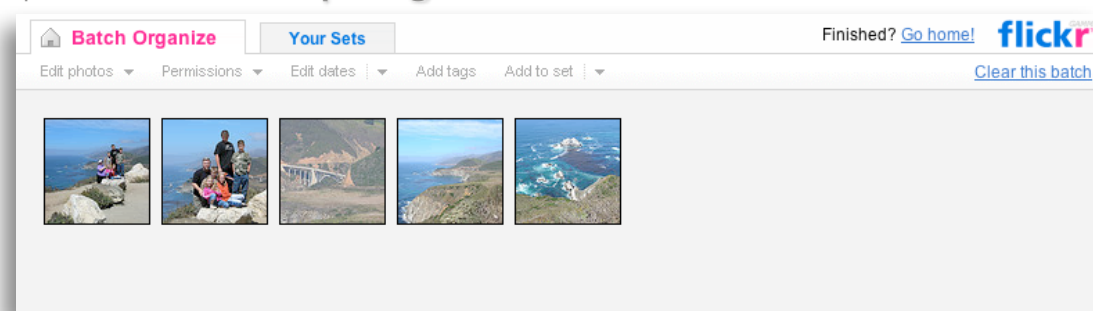 Batch Organize
Your Sets
Finished? Go home!
flickr
Edit photos
Permissions
Edit dates
Add tags
Add to set
Clear this batch